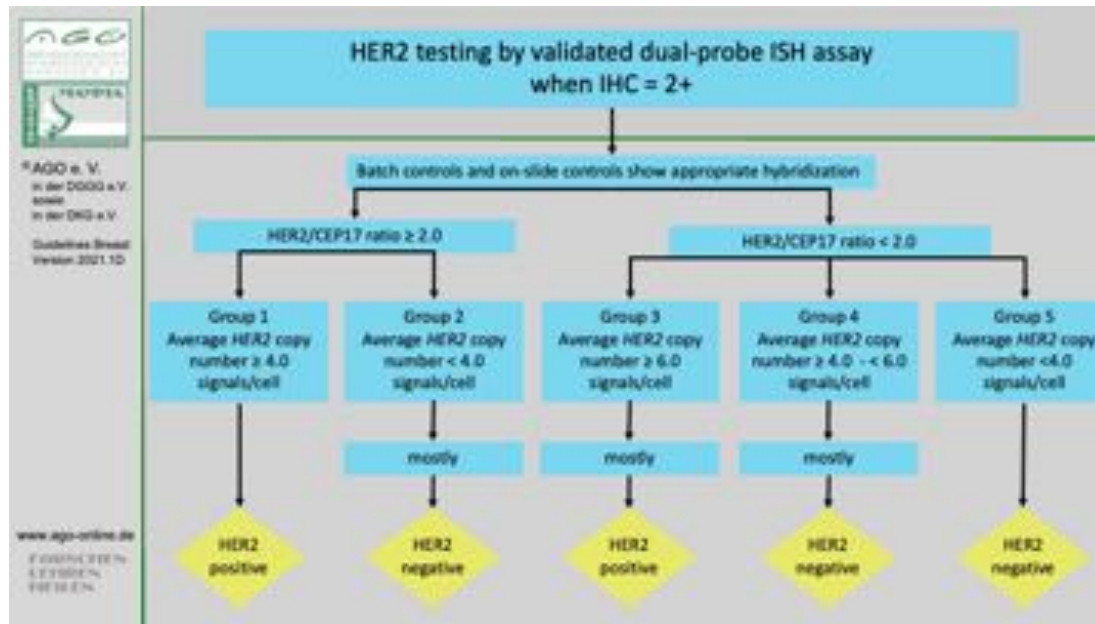 AGO
HER2 testing by validated dual-probe ISH assay
when IHC = 2+
© AGO e. V.
in der DGGG e.V.
sowie
in der DKG e.V.
Guidelines Breast
Version 2021.1D
Batch controls and on-slide controls show appropriate hybridization
HER2/CEP17 ratio ≥ 2.0
HER2/CEP17 ratio < 2.0
Group 1
Average HER2 copy
number ≥ 4.0
signals/cell
Group 2
Average HER2 copy
number < 4.0
signals/cell
Group 3
Average HER2 copy
number ≥ 6.0
signals/cell
Group 4
Average HER2 copy
number ≥ 4.0 - < 6.0
signals/cell
Group 5
Average HER2 copy
number <4.0
signals/cell
mostly
mostly
mostly
HER2
positive
HER2
negative
HER2
positive
HER2
negative
HER2
negative
www.ago-online.de
FORSCHEN
LEHREN
HEILEN